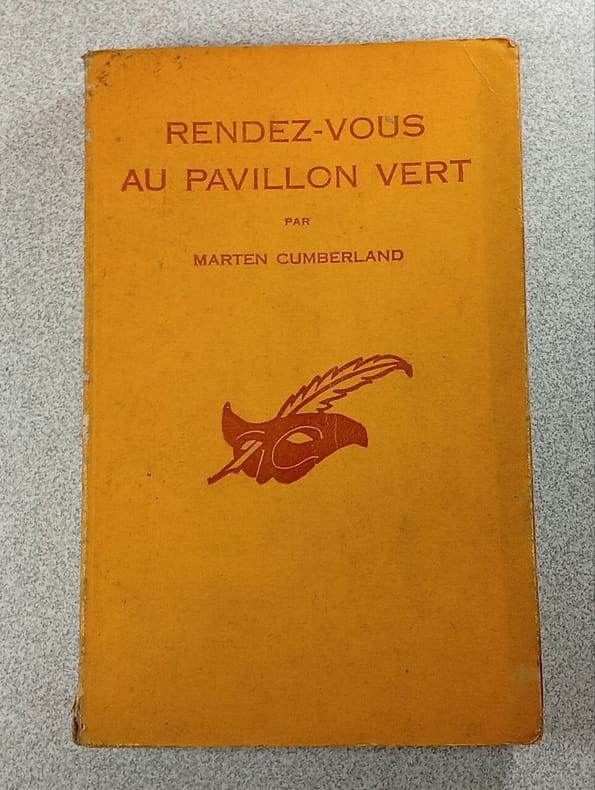 RENDEZ-VOUS
AU PAVILLON VERT
PAR
MARTEN CUMBERLAND